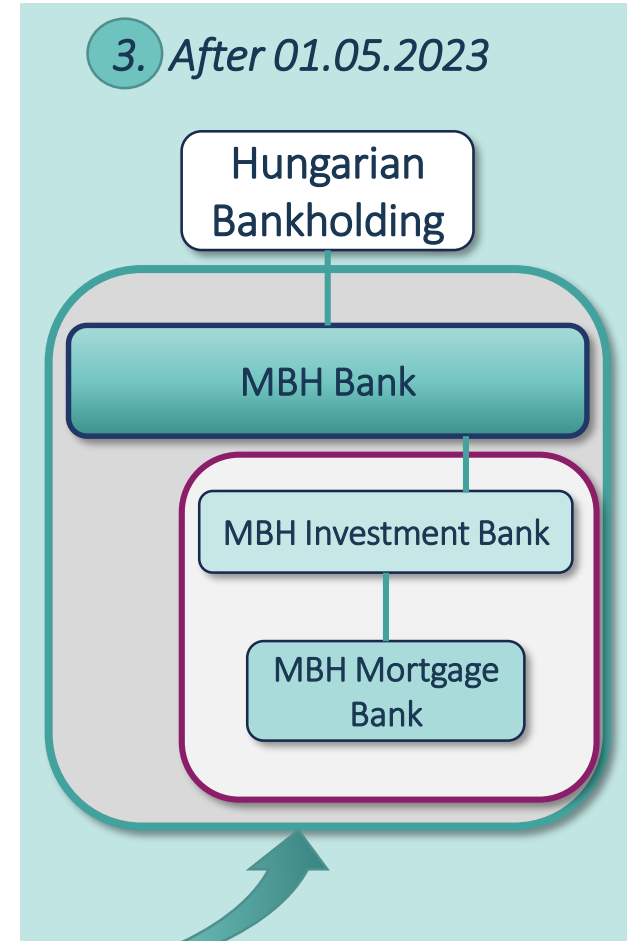 3. After 01.05.2023
Hungarian
Bankholding
MBH Bank
MBH Investment Bank
MBH Mortgage
Bank